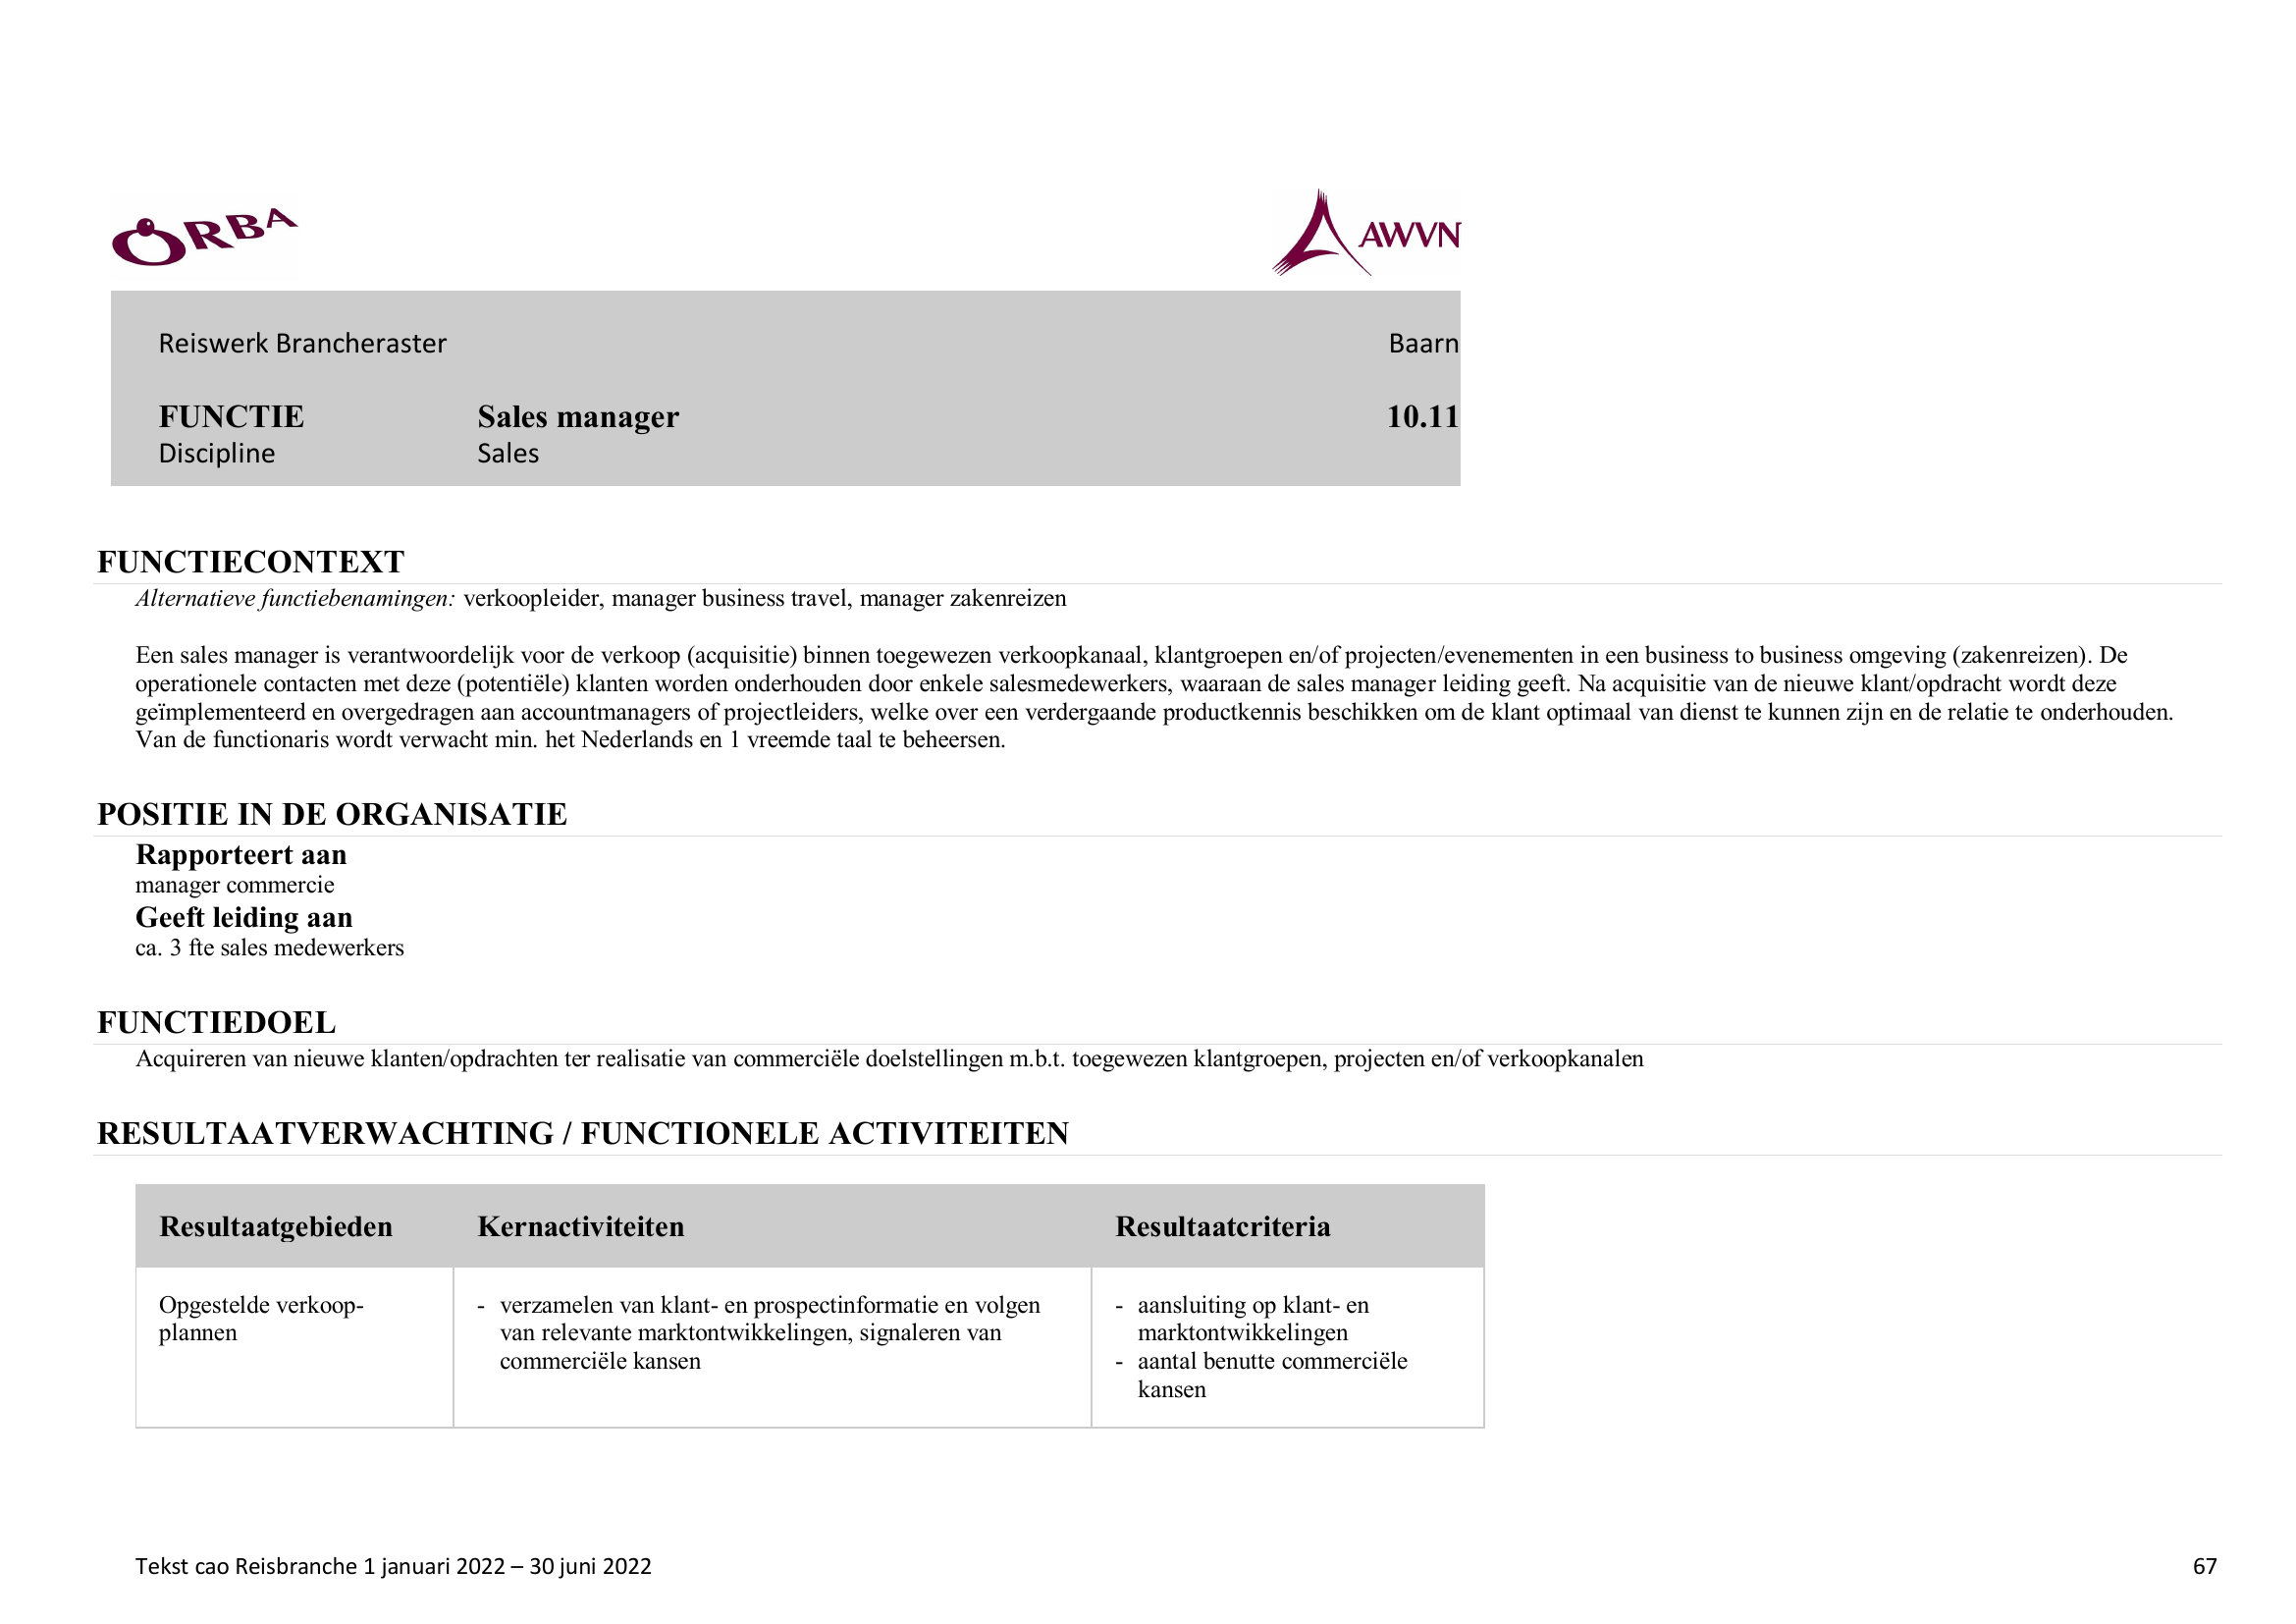 ORBA
AWVN
Reiswerk Brancheraster Baarn
FUNCTIE Sales manager 10.11
Discipline Sales
FUNCTIECONTEXT
Alternatieve functiebenamingen: verkoopleider, manager business travel, manager zakenreizen
Een sales manager is verantwoordelijk voor de verkoop (acquisitie) binnen toegewezen verkoopkanaal, klantgroepen en/of projecten/evenementen in een business to business omgeving (zakenreizen). De
operationele contacten met deze (potentiële) klanten worden onderhouden door enkele salesmedewerkers, waaraan de sales manager leiding geeft. Na acquisitie van de nieuwe klant/opdracht wordt deze
geïmplementeerd en overgedragen aan accountmanagers of projectleiders, welke over een verdergaande productkennis beschikken om de klant optimaal van dienst te kunnen zijn en de relatie te onderhouden.
Van de functionaris wordt verwacht min. het Nederlands en 1 vreemde taal te beheersen.
POSITIE IN DE ORGANISATIE
Rapporteert aan
manager commercie
Geeft leiding aan
ca. 3 fte sales medewerkers
FUNCTIEDOEL
Acquireren van nieuwe klanten/opdrachten ter realisatie van commerciële doelstellingen m.b.t. toegewezen klantgroepen, projecten en/of verkoopkanalen
RESULTAATVERWACHTING / FUNCTIONELE ACTIVITEITEN
Resultaatgebieden Kernactiviteiten Resultaatcriteria
Opgestelde verkoop-
plannen
- verzamelen van klant- en prospectinformatie en volgen
van relevante marktontwikkelingen, signaleren van
commerciële kansen
- aansluiting op klant- en
marktontwikkelingen
- aantal benutte commerciële
kansen
Tekst cao Reisbranche 1 januari 2022 – 30 juni 2022 67